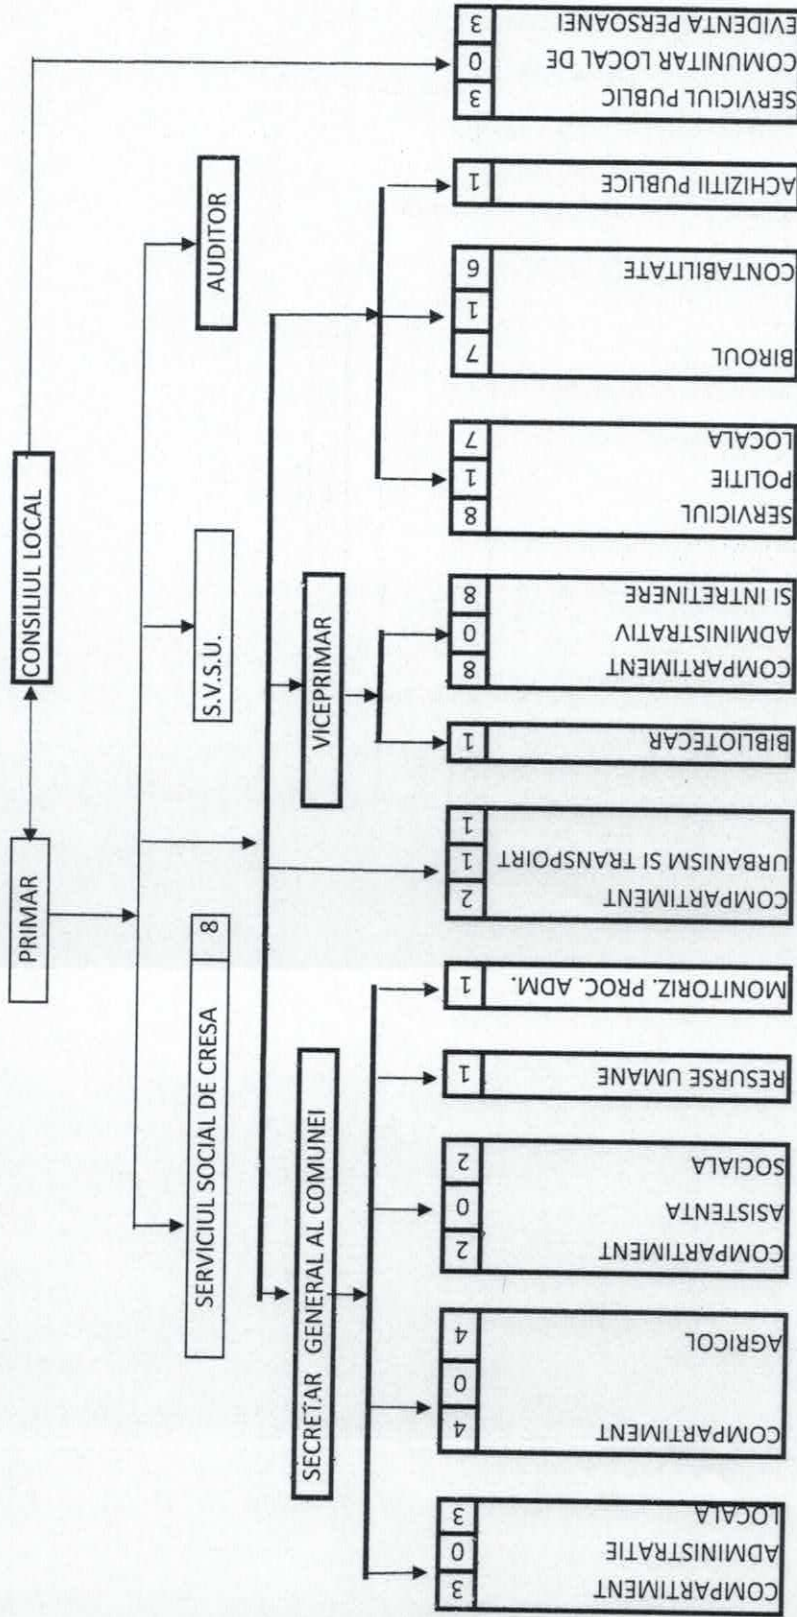 PRIMAR
CONSILIUL LOCAL
SERVICIUL SOCIAL DE CRESA
8
S.V.S.U.
AUDITOR
SECRETAR GENERAL AL COMUNEI
VICEPRIMAR
3 0 3
COMPARTIMENT
ADMINISTRATIE
LOCALA
4 0 4
COMPARTIMENT
AGRICOL
2 0 2
COMPARTIMENT
ASISTENTA
SOCIALA
1
RESURSE UMANE
1
MONITORIZ. PROC. ADM.
2 1 1
COMPARTIMENT
URBANISM SI TRANSPOIRT
1
BIBLIOTECAR
8 0 8
COMPARTIMENT
ADMINISTRATIV
SI INTRETINERE
8 1 7
SERVICIUL
POLITIE
LOCALA
7 1 6
BIROUL
CONTABILITATE
1
ACHIZITII PUBLICE
3 0 3
SERVICIUL PUBLIC
COMUNITAR LOCAL DE
EVIDENTA PERSOANEI